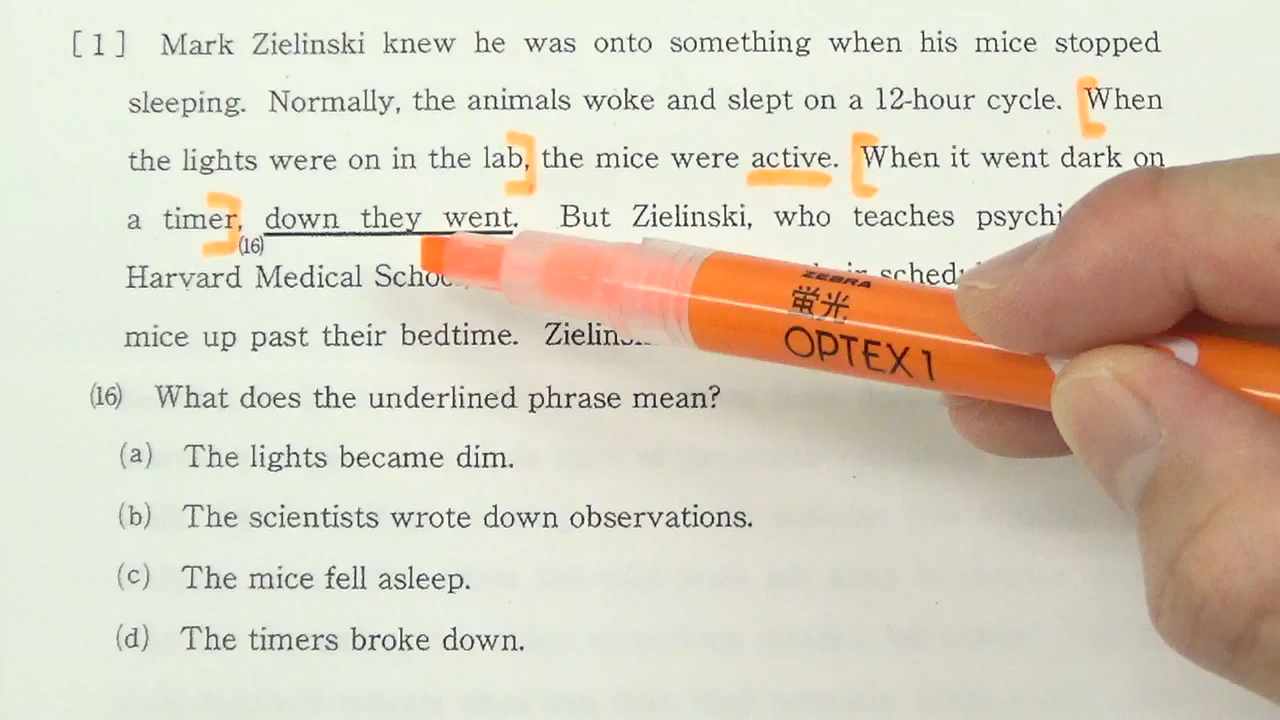 [1] Mark Zielinski knew he was onto something when his mice stopped
sleeping. Normally, the animals woke and slept on a 12-hour cycle. When
the lights were on in the lab, the mice were active. When it went dark on
a timer, down they went. But Zielinski, who teaches
(16)
Harvard Medical
mice up past their bedtime.
(16) What does the underlined phrase mean?
(a) The lights became dim.
(b) The scientists wrote down observations.
(c) The mice fell asleep.
(d) The timers broke down.
ZEBRA
蛍光
OPTEX 1